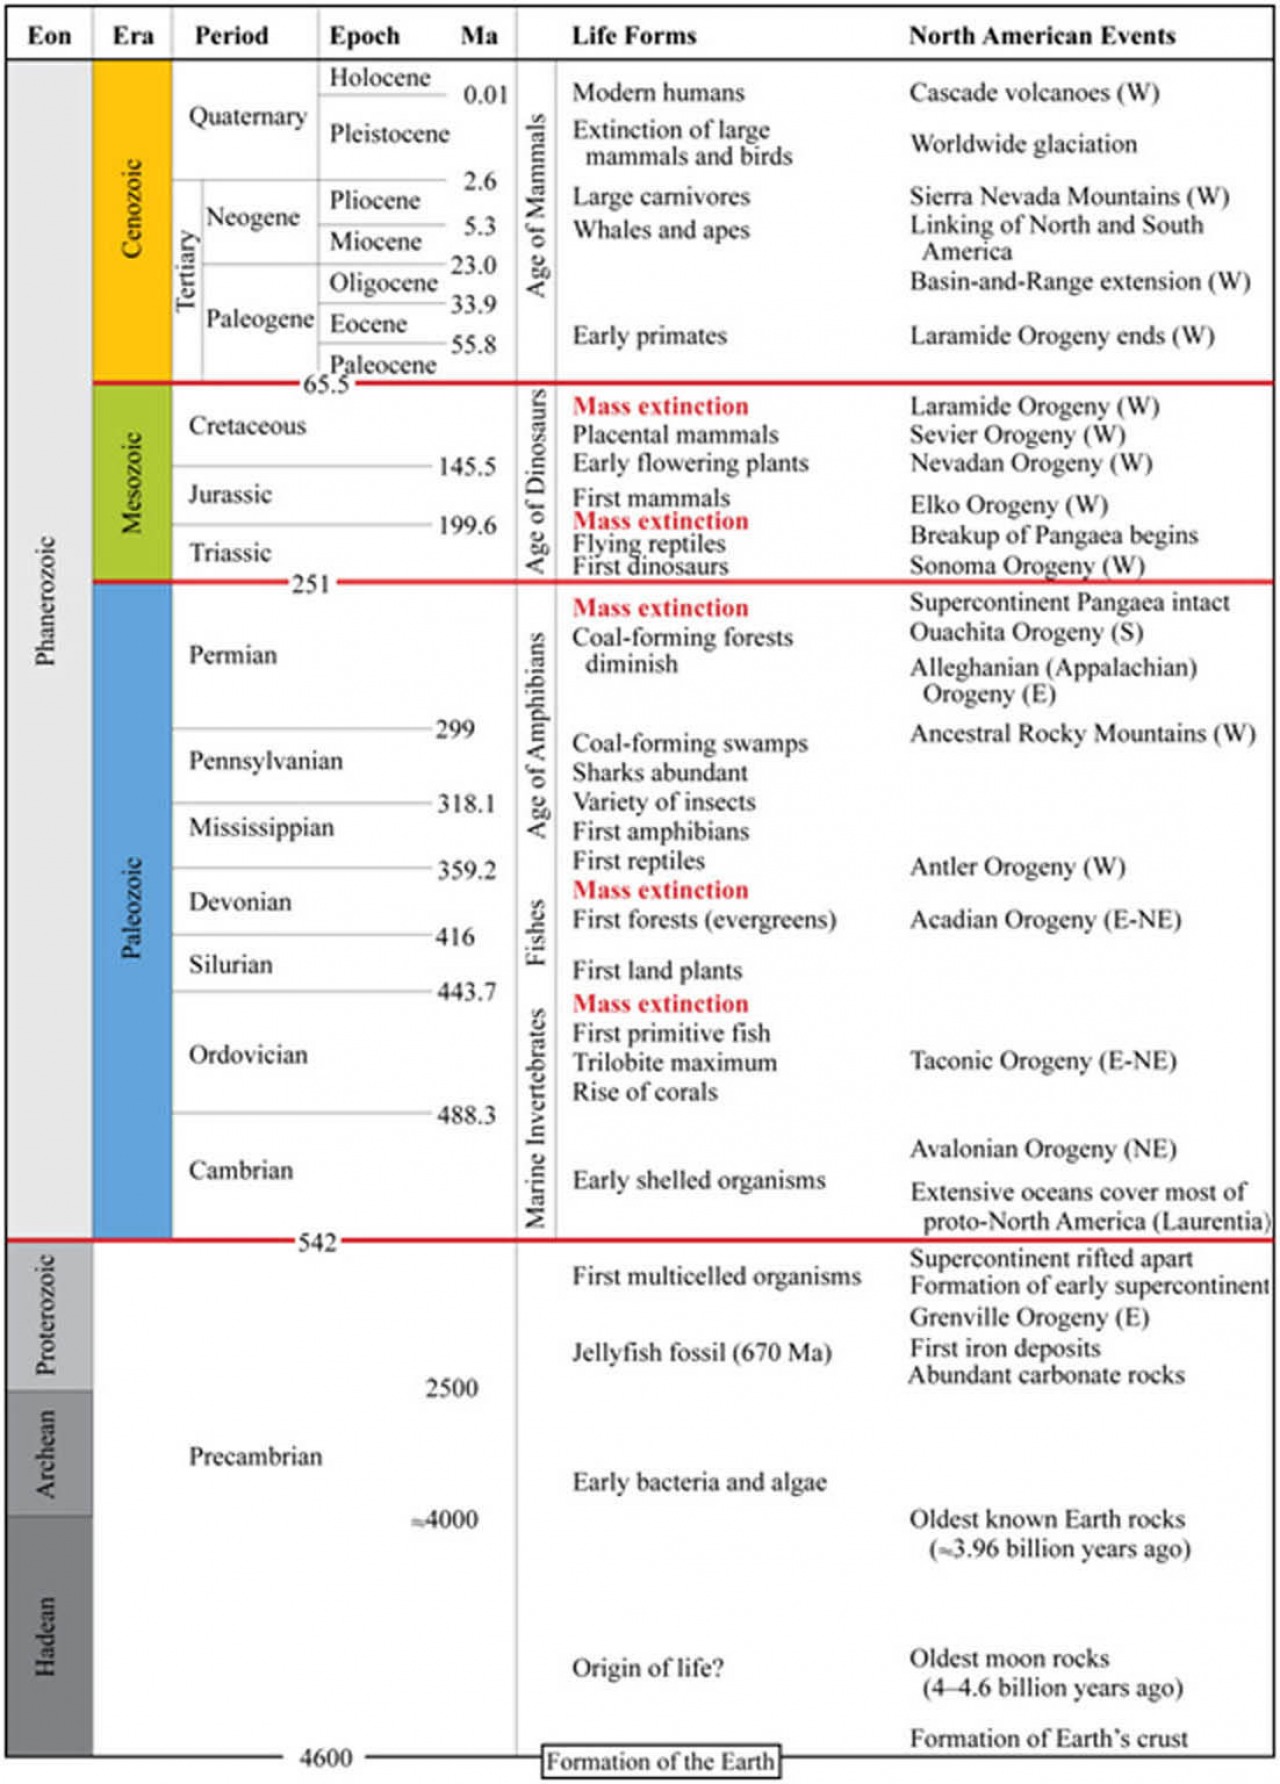 Eon Era Period Epoch Ma Life Forms North American Events
Phanerozoic
Cenozoic
Quaternary
Tertiary
Neogene
Paleogene
Holocene
0.01
Pleistocene
2.6
Pliocene
5.3
Miocene
23.0
Oligocene
33.9
Eocene
55.8
Paleocene
65.5
Age of Mammals
Modern humans
Extinction of large
mammals and birds
Large carnivores
Whales and apes
Early primates
Cascade volcanoes (W)
Worldwide glaciation
Sierra Nevada Mountains (W)
Linking of North and South
America
Basin-and-Range extension (W)
Laramide Orogeny ends (W)
Mesozoic
Cretaceous
145.5
Jurassic
199.6
Triassic
251
Age of Dinosaurs
Mass extinction
Placental mammals
Early flowering plants
First mammals
Mass extinction
Flying reptiles
First dinosaurs
Laramide Orogeny (W)
Sevier Orogeny (W)
Nevadan Orogeny (W)
Elko Orogeny (W)
Breakup of Pangaea begins
Sonoma Orogeny (W)
Paleozoic
Permian
299
Pennsylvanian
318.1
Mississippian
359.2
Devonian
416
Silurian
443.7
Ordovician
488.3
Cambrian
542
Age of Amphibians
Fishes
Marine Invertebrates
Mass extinction
Coal-forming forests
diminish
Coal-forming swamps
Sharks abundant
Variety of insects
First amphibians
First reptiles
Mass extinction
First forests (evergreens)
First land plants
Mass extinction
First primitive fish
Trilobite maximum
Rise of corals
Early shelled organisms
Supercontinent Pangaea intact
Ouachita Orogeny (S)
Alleghanian (Appalachian)
Orogeny (E)
Ancestral Rocky Mountains (W)
Antler Orogeny (W)
Acadian Orogeny (E-NE)
Taconic Orogeny (E-NE)
Avalonian Orogeny (NE)
Extensive oceans cover most of
proto-North America (Laurentia)
Proterozoic
Archean
Hadean
Precambrian
2500
≈4000
4600
First multicelled organisms
Jellyfish fossil (670 Ma)
Early bacteria and algae
Origin of life?
Supercontinent rifted apart
Formation of early supercontinent
Grenville Orogeny (E)
First iron deposits
Abundant carbonate rocks
Oldest known Earth rocks
(≈3.96 billion years ago)
Oldest moon rocks
(4–4.6 billion years ago)
Formation of Earth's crust
Formation of the Earth